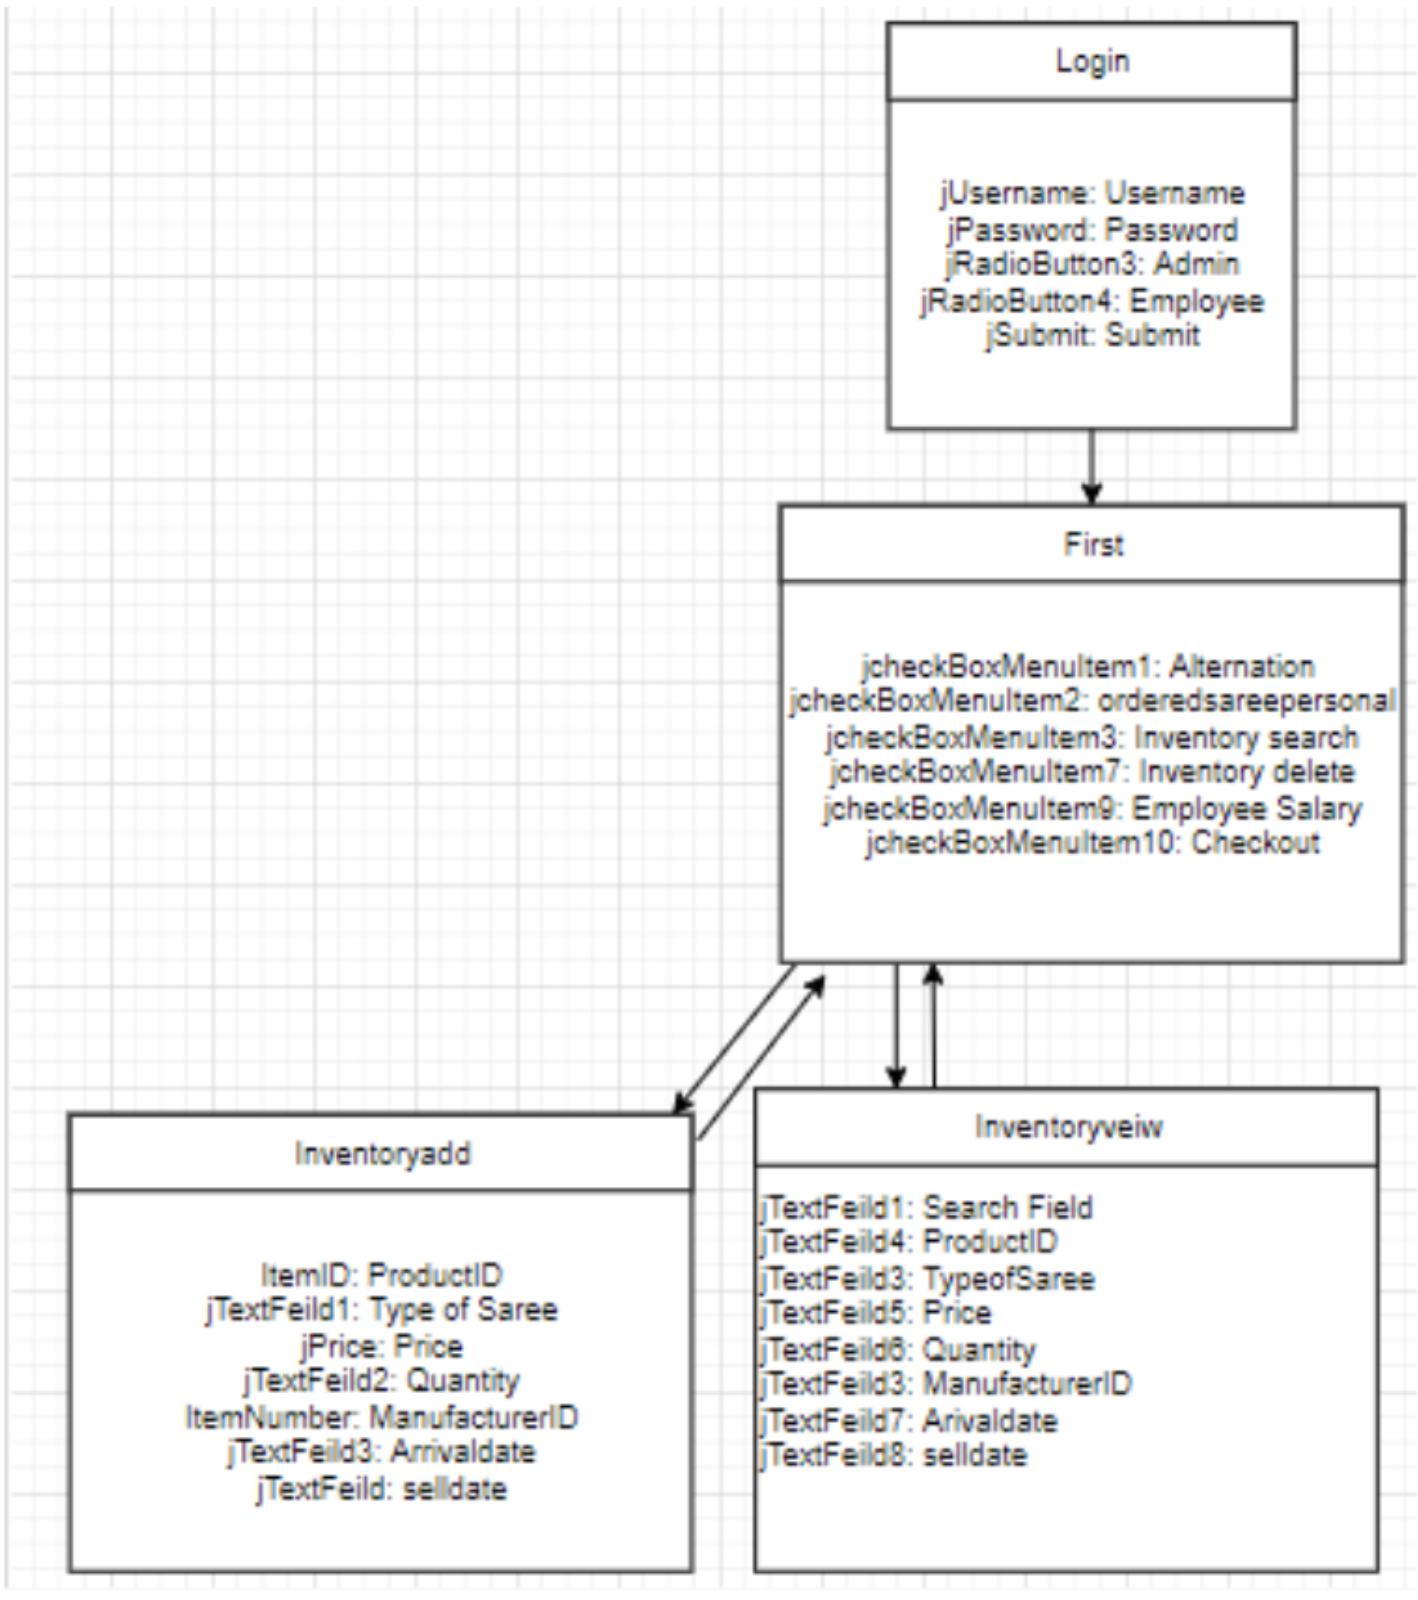 Login
jUsername: Username
jPassword: Password
jRadioButton3: Admin
jRadioButton4: Employee
jSubmit: Submit
First
jcheckBoxMenuItem1: Alternation
jcheckBoxMenuItem2: orderedsareepersonal
jcheckBoxMenuItem3: Inventory search
jcheckBoxMenuItem7: Inventory delete
jcheckBoxMenuItem9: Employee Salary
jcheckBoxMenuItem10: Checkout
Inventoryadd
ItemID: ProductID
jTextFeild1: Type of Saree
jPrice: Price
jTextFeild2: Quantity
ItemNumber: ManufacturerID
jTextFeild3: Arrivaldate
jTextFeild: selldate
Inventoryveiw
jTextFeild1: Search Field
jTextFeild4: ProductID
jTextFeild3: TypeofSaree
jTextFeild5: Price
jTextFeild6: Quantity
jTextFeild3: ManufacturerID
jTextFeild7: Arivaldate
jTextFeild8: selldate